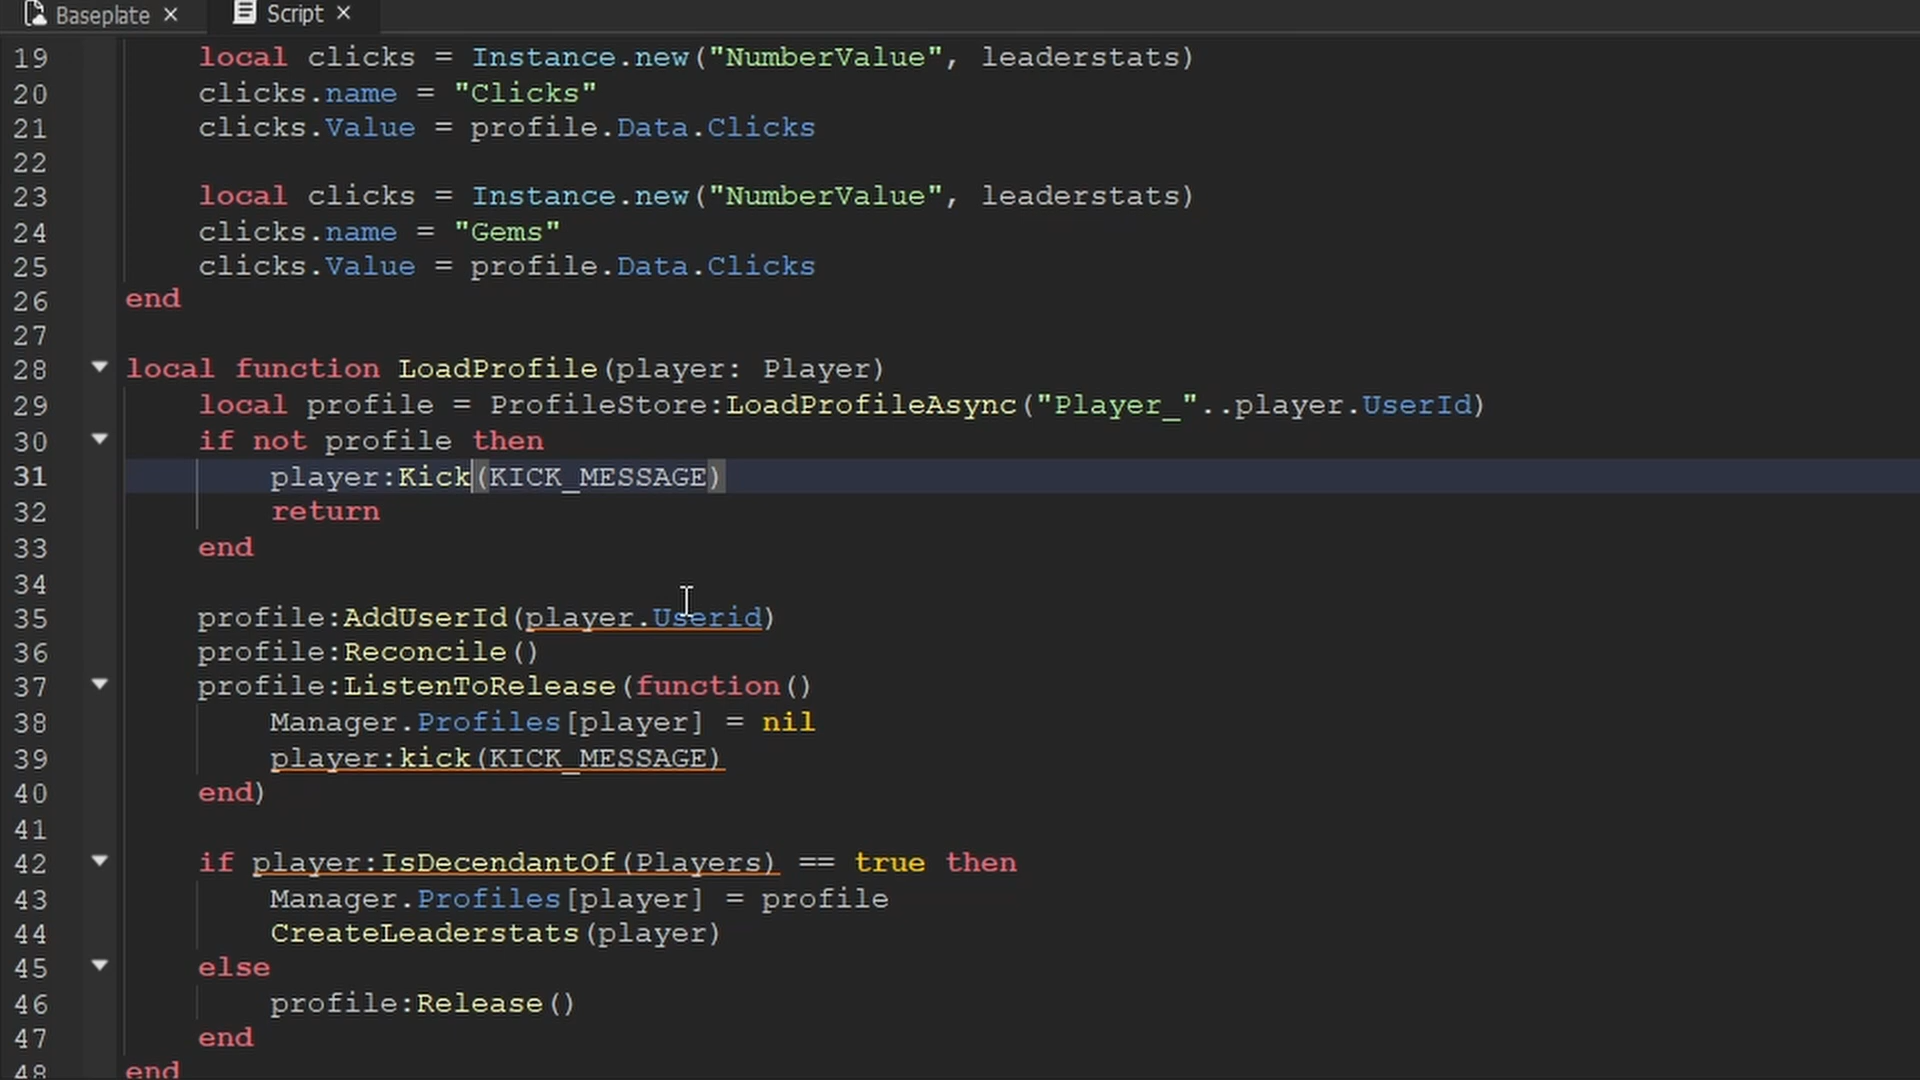 Baseplate × Script ×
19 local clicks = Instance.new("NumberValue", leaderstats)
20 clicks.name = "Clicks"
21 clicks.Value = profile.Data.Clicks
22
23 local clicks = Instance.new("NumberValue", leaderstats)
24 clicks.name = "Gems"
25 clicks.Value = profile.Data.Clicks
26 end
27
28 local function LoadProfile(player: Player)
29 local profile = ProfileStore:LoadProfileAsync("Player_"..player.UserId)
30 if not profile then
31 player:Kick(KICK_MESSAGE)
32 return
33 end
34
35 profile:AddUserId(player.Userid)
36 profile:Reconcile()
37 profile:ListenToRelease(function()
38 Manager.Profiles[player] = nil
39 player:kick(KICK_MESSAGE)
40 end)
41
42 if player:IsDecendantOf(Players) == true then
43 Manager.Profiles[player] = profile
44 CreateLeaderstats(player)
45 else
46 profile:Release()
47 end
48 end